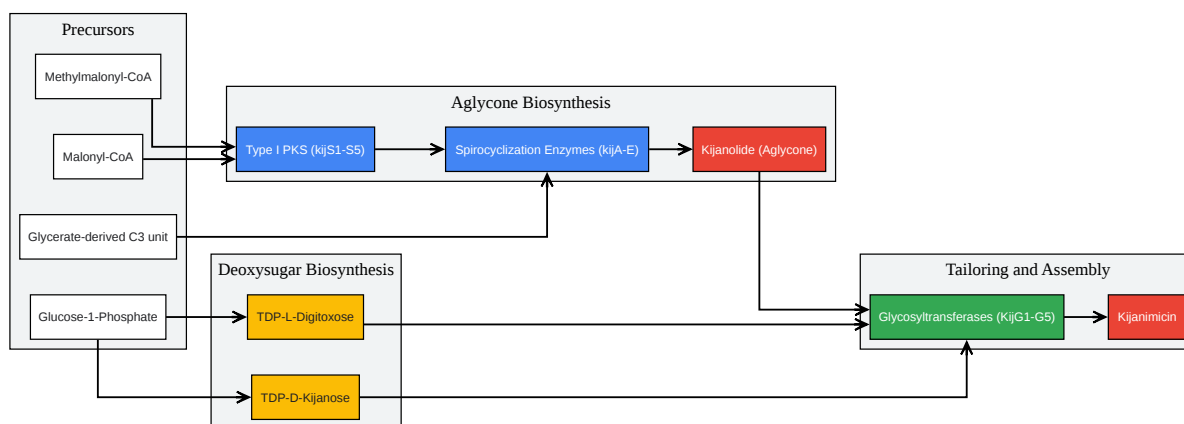 Precursors
Methylmalonyl-CoA
Malonyl-CoA
Glycerate-derived C3 unit
Glucose-1-Phosphate
Aglycone Biosynthesis
Type I PKS (kijS1-S5)
Spirocyclization Enzymes (kijA-E)
Kijanolide (Aglycone)
Deoxysugar Biosynthesis
TDP-L-Digitoxose
TDP-D-Kijanose
Tailoring and Assembly
Glycosyltransferases (KijG1-G5)
Kijanimicin